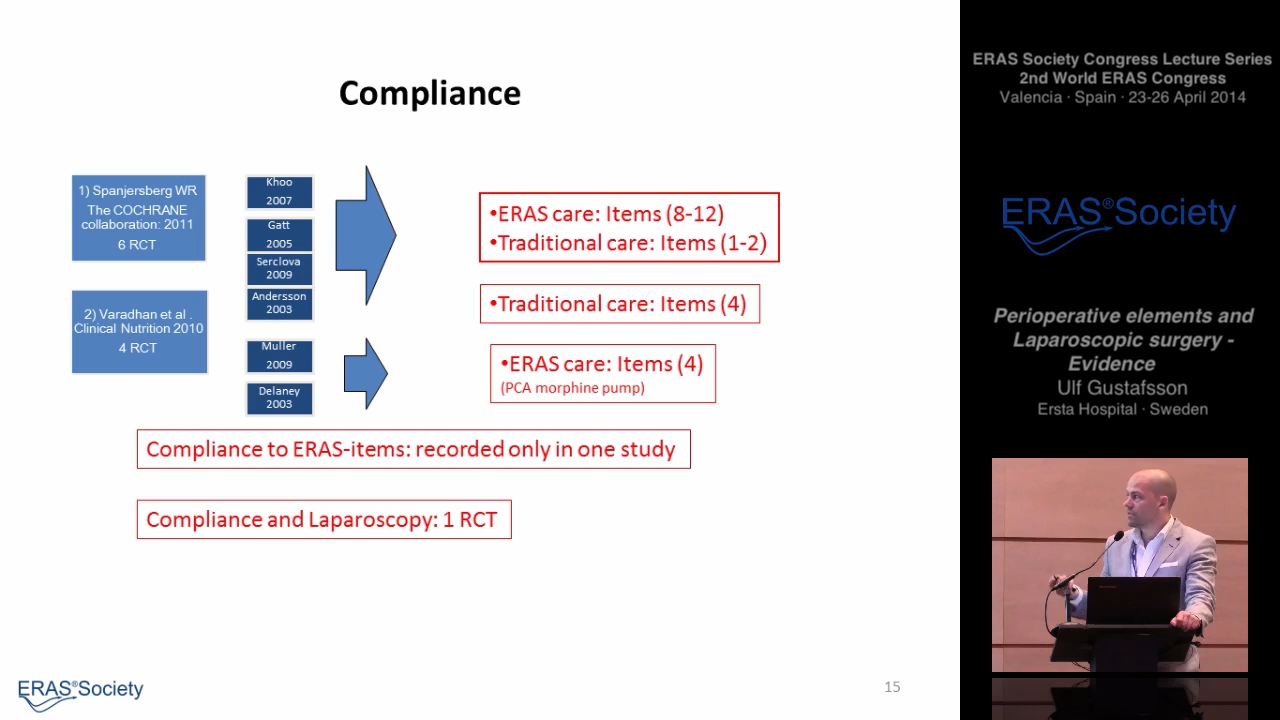 Compliance
1) Spanjersberg WR
The COCHRANE
collaboration: 2011
6 RCT
2) Varadhan et al .
Clinical Nutrition 2010
4 RCT
Khoo
2007
Gatt
2005
Serclova
2009
Andersson
2003
Muller
2009
Delaney
2003
•ERAS care: Items (8-12)
•Traditional care: Items (1-2)
•Traditional care: Items (4)
•ERAS care: Items (4)
(PCA morphine pump)
Compliance to ERAS-items: recorded only in one study
Compliance and Laparoscopy: 1 RCT
ERAS®Society
15
ERAS Society Congress Lecture Series
2nd World ERAS Congress
Valencia · Spain · 23-26 April 2014
ERAS®Society
Perioperative elements and
Laparoscopic surgery -
Evidence
Ulf Gustafsson
Ersta Hospital · Sweden